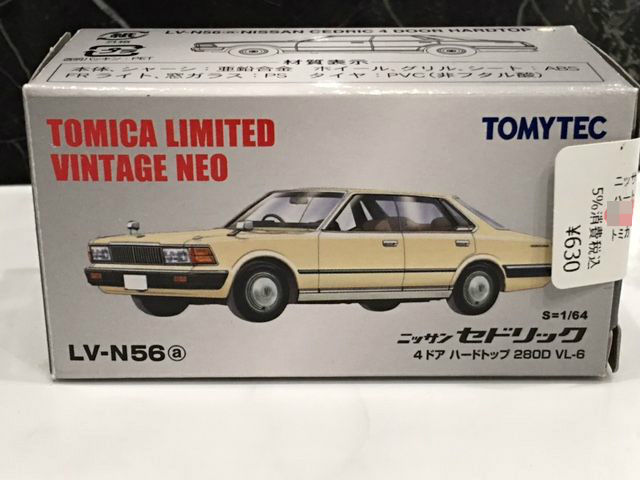 LV-N56 a NISSAN CEDRIC 4 DOOR HARDTOP
紙
材質表示
本体、シャーシ：亜鉛合金 ホイール、グリル、シート：ABS
FRライト、窓ガラス：PS タイヤ：PVC(非フタル酸)
TOMICA LIMITED
VINTAGE NEO
TOMYTEC
5%消費税込
¥630
S=1/64
LV-N56ⓐ
ニッサン セドリック
4ドア ハードトップ 280D VL-6